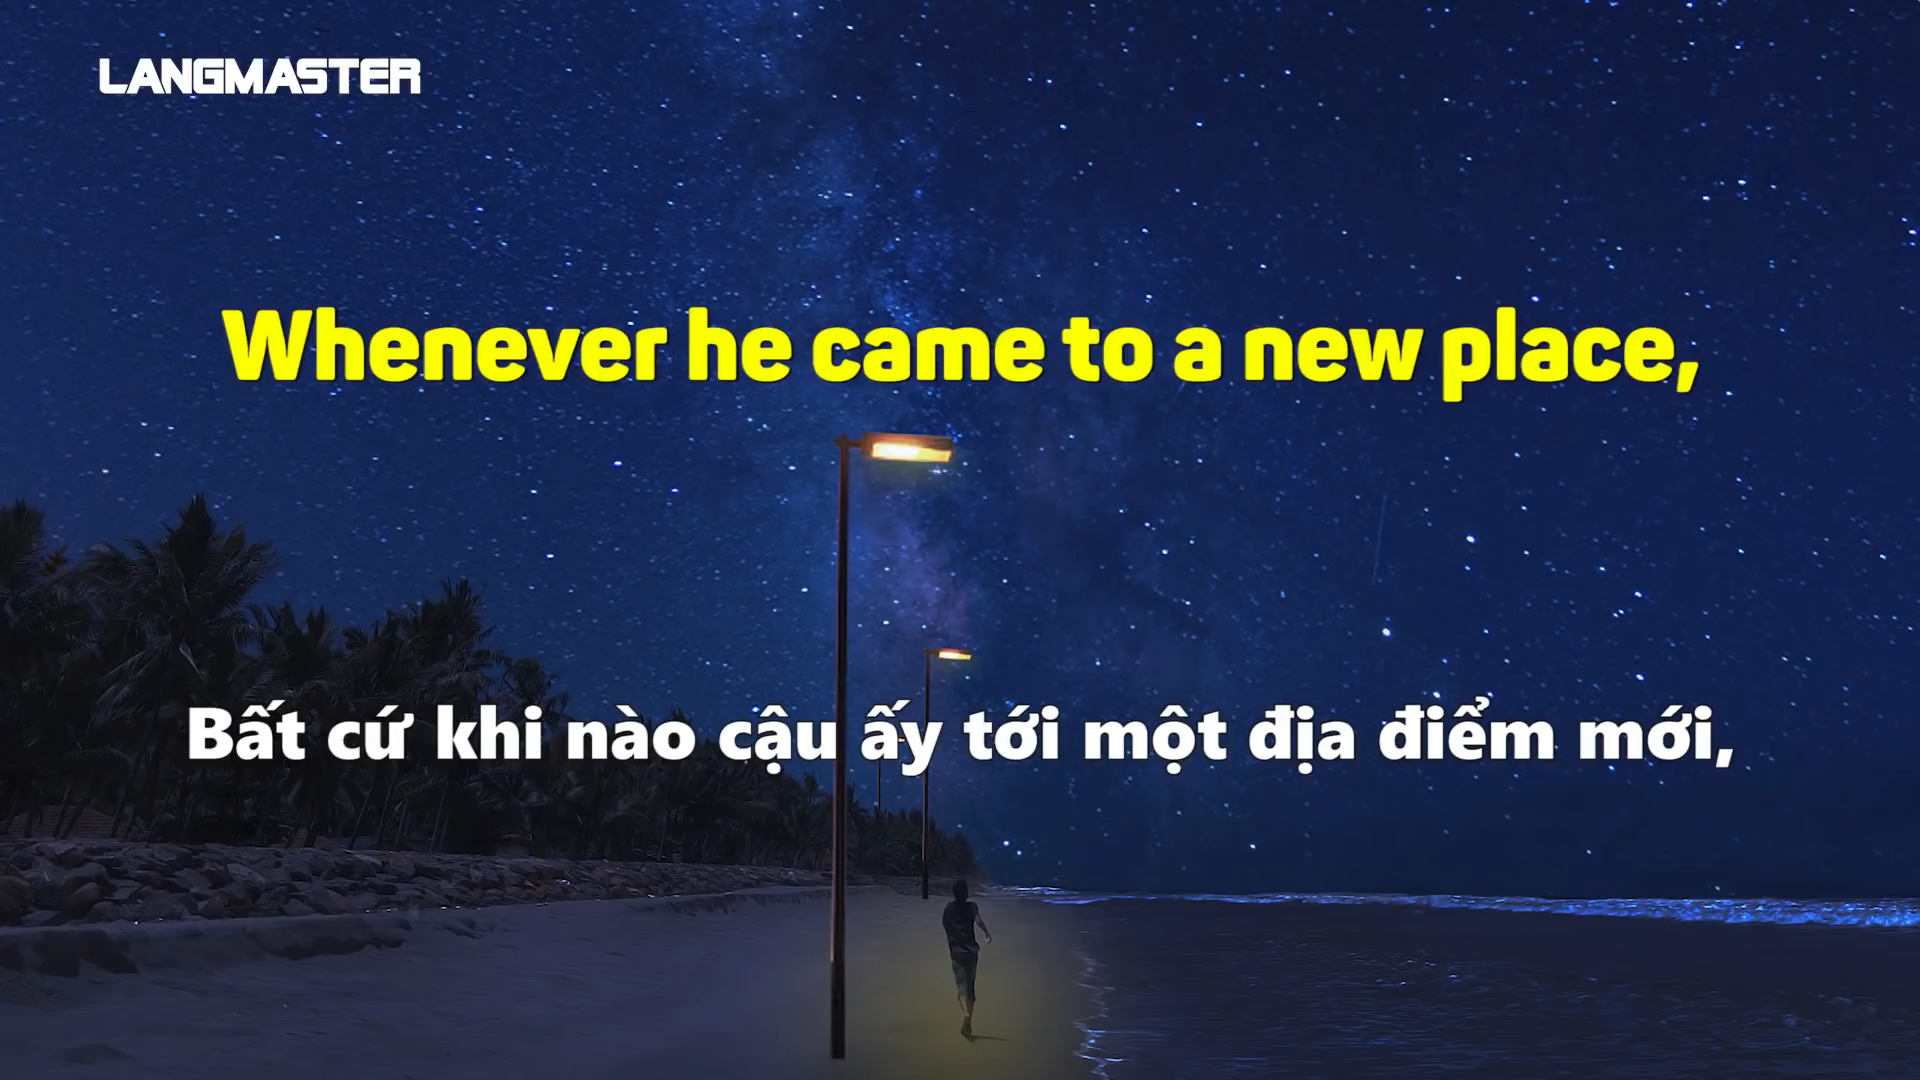 LANGMASTER
Whenever he came to a new place,
Bất cứ khi nào cậu ấy tới một địa điểm mới,